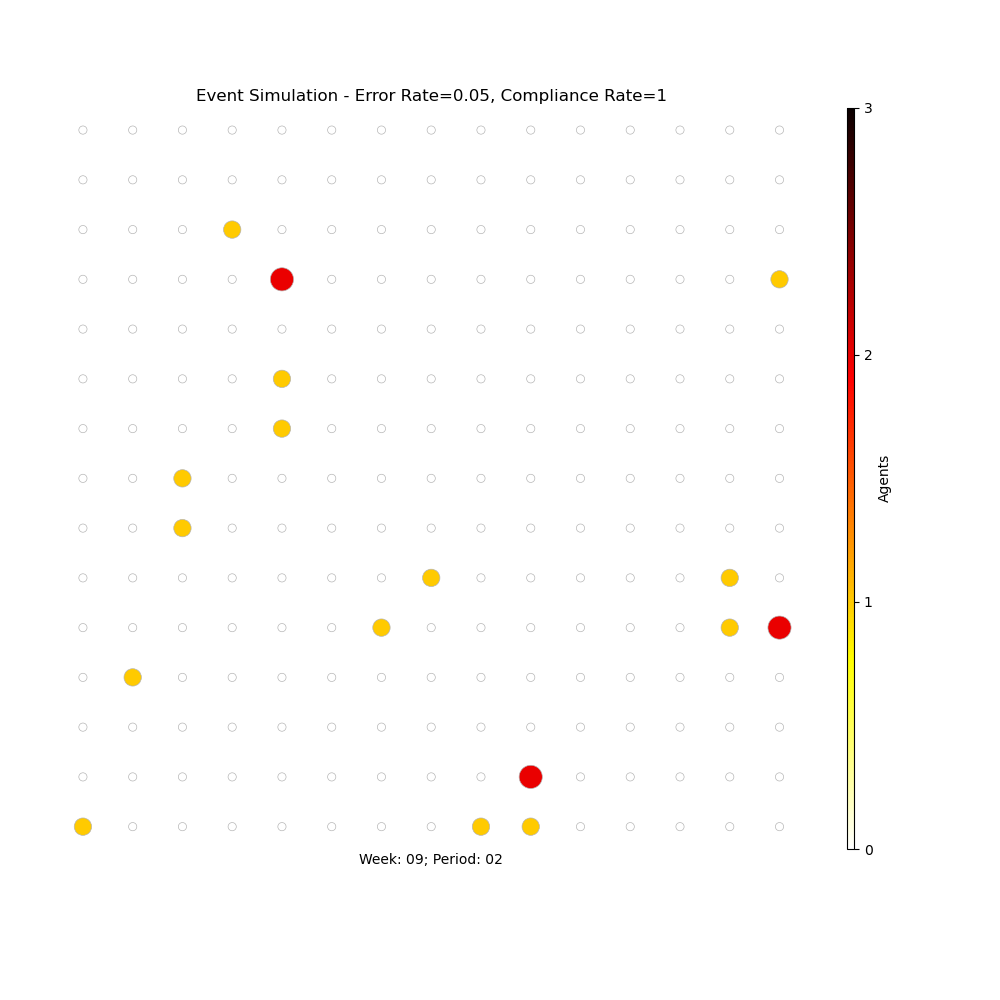 Event Simulation - Error Rate=0.05, Compliance Rate=1
3
2
Agents
1
0
Week: 09; Period: 02